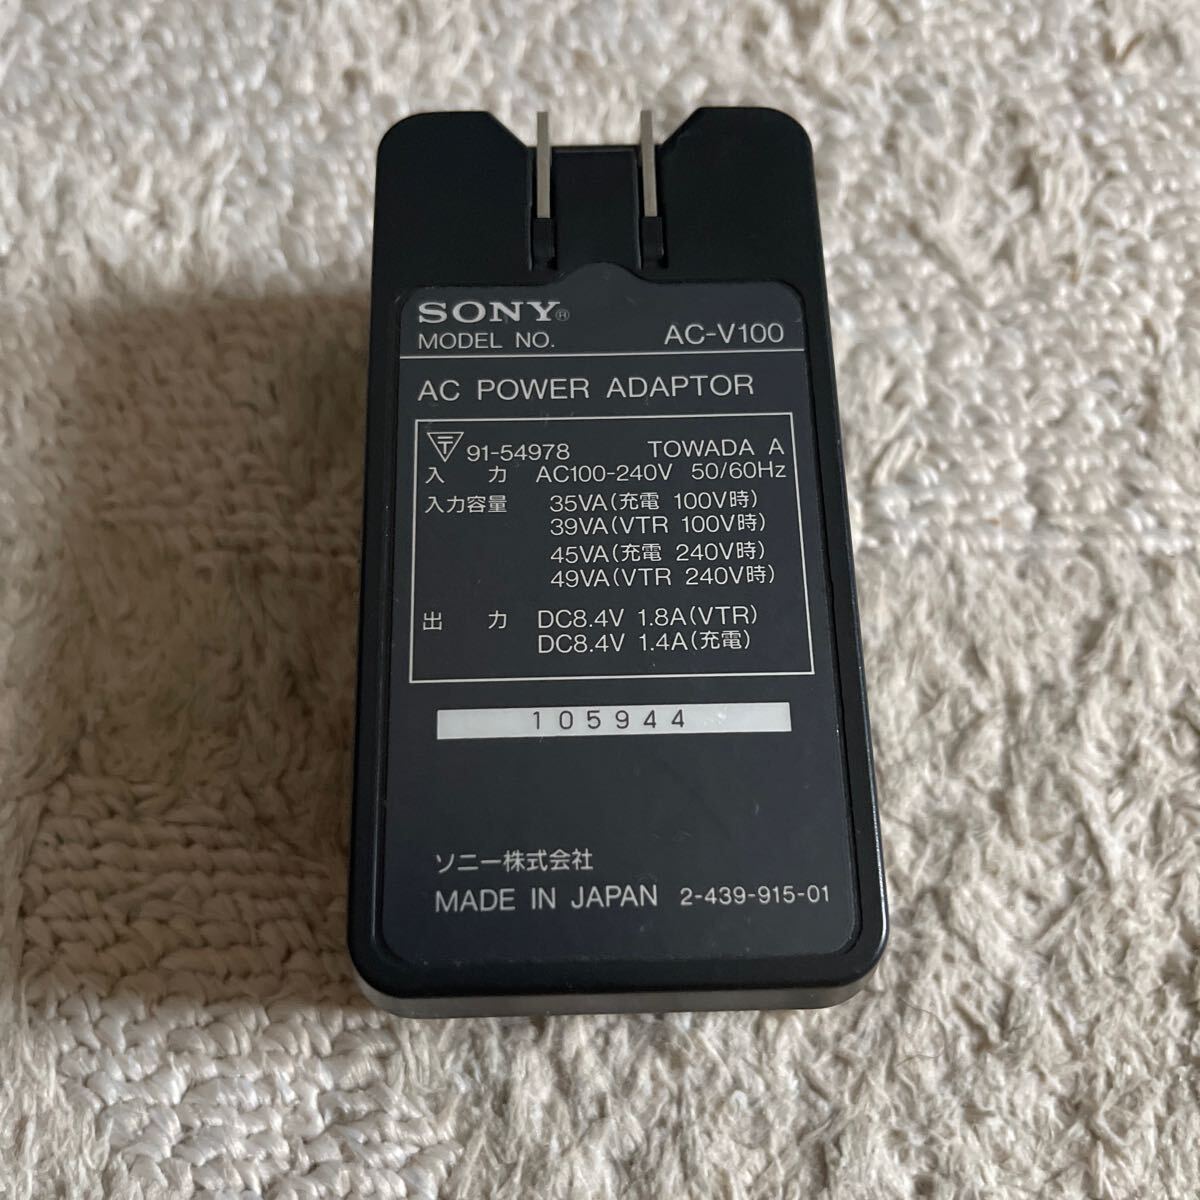 SONY®
MODEL NO. AC-V100
AC POWER ADAPTOR
〒 91-54978 TOWADA A
入 力 AC100-240V 50/60Hz
入力容量 35VA(充電 100V時)
39VA(VTR 100V時)
45VA(充電 240V時)
49VA(VTR 240V時)
出 力 DC8.4V 1.8A(VTR)
DC8.4V 1.4A(充電)
105944
ソニー株式会社
MADE IN JAPAN 2-439-915-01